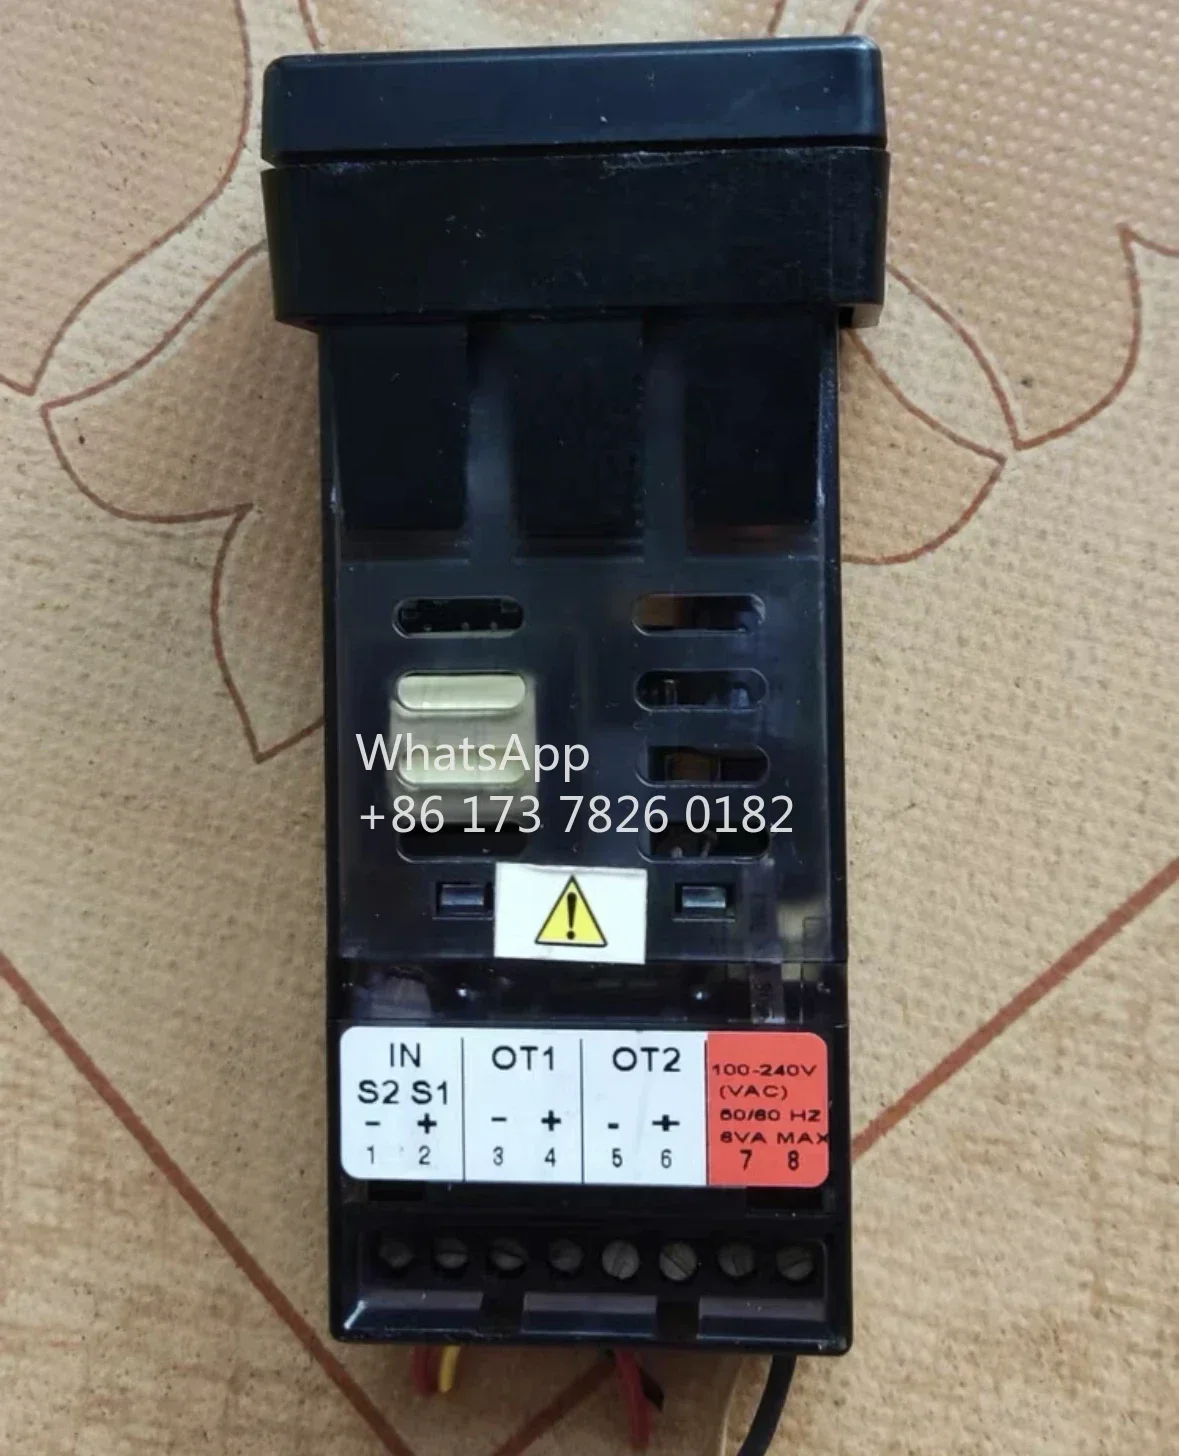 WhatsApp
+86 173 7826 0182
IN
S2 S1
- +
1 2
OT1
- +
3 4
OT2
- +
5 6
100-240V
(VAC)
50/60 HZ
6VA MAX
7 8